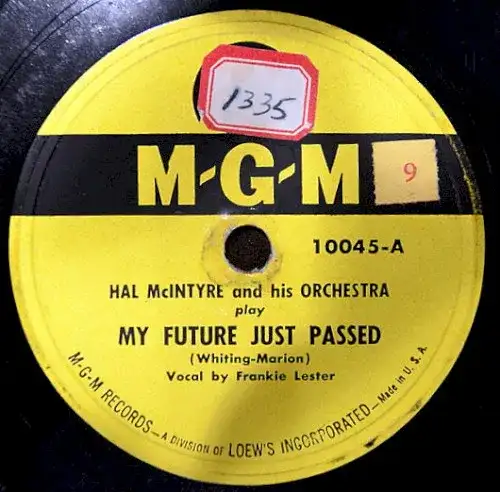 1335
M-G-M
9
10045-A
HAL McINTYRE and his ORCHESTRA
play
MY FUTURE JUST PASSED
(Whiting-Marion)
Vocal by Frankie Lester
M-G-M RECORDS—A DIVISION OF LOEW'S INCORPORATED—Made in U. S. A.